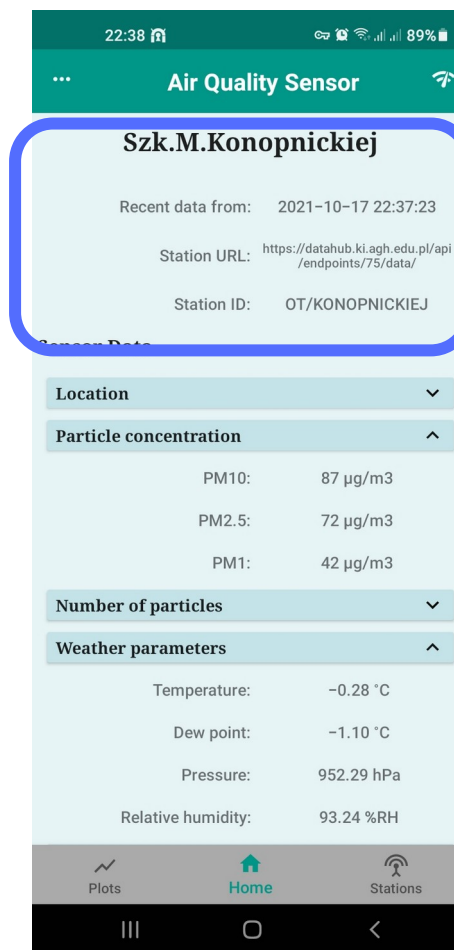 22:38 89%
Air Quality Sensor
Szk.M.Konopnickiej
Recent data from: 2021-10-17 22:37:23
Station URL: https://datahub.ki.agh.edu.pl/api
/endpoints/75/data/
Station ID: OT/KONOPNICKIEJ
Sensor Data
Location
Particle concentration
PM10: 87 µg/m3
PM2.5: 72 µg/m3
PM1: 42 µg/m3
Number of particles
Weather parameters
Temperature: -0.28 °C
Dew point: -1.10 °C
Pressure: 952.29 hPa
Relative humidity: 93.24 %RH
Plots Home Stations